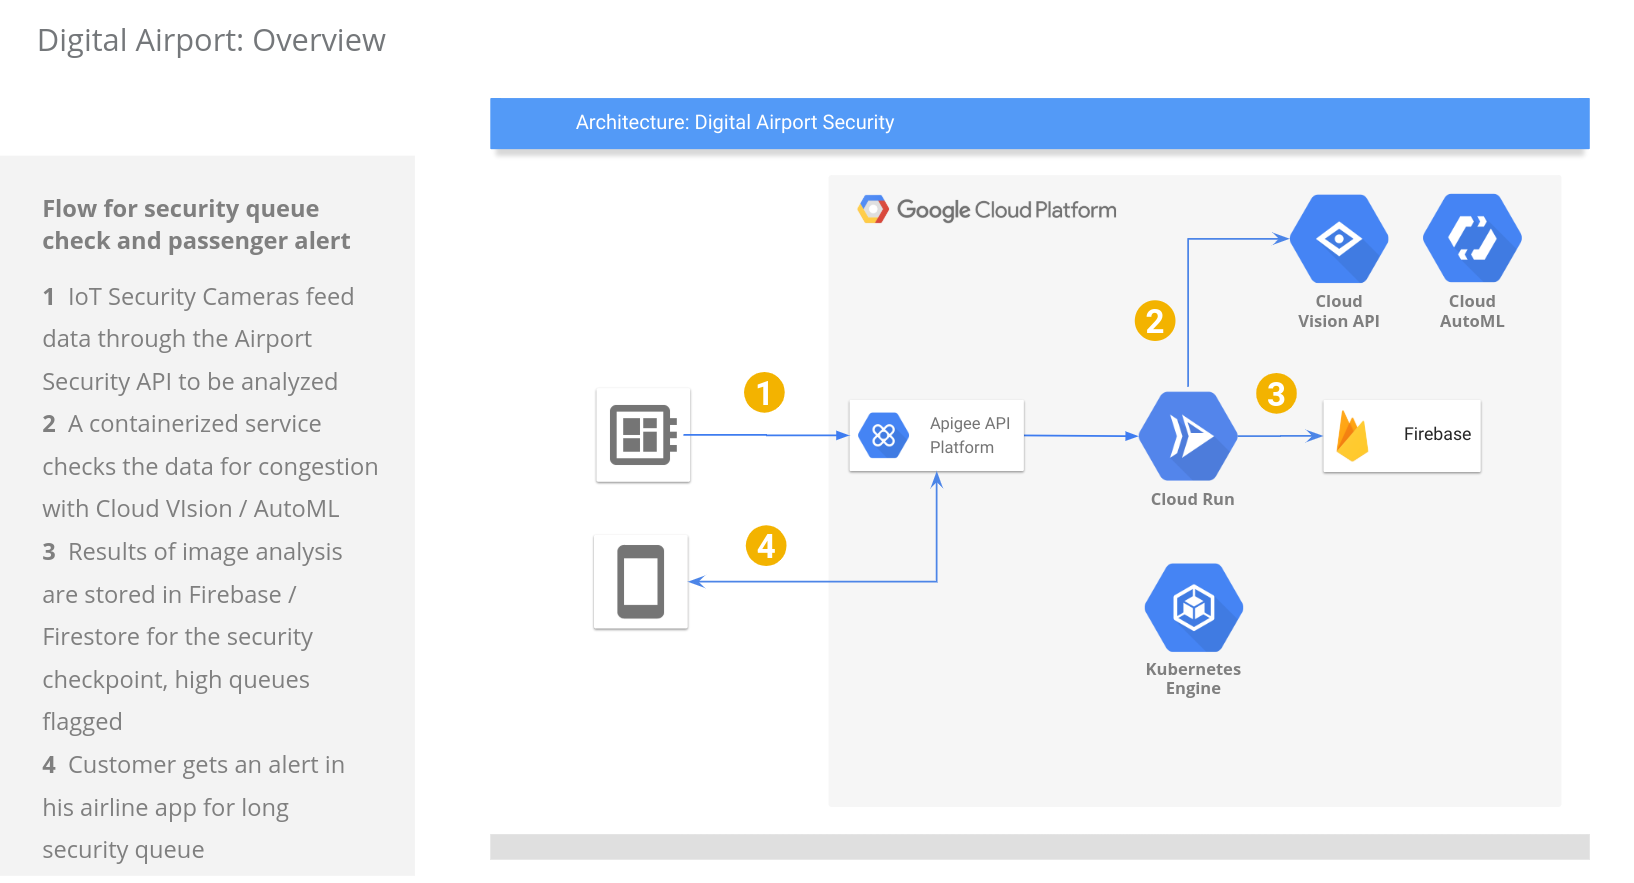 Digital Airport: Overview
Architecture: Digital Airport Security
Flow for security queue
check and passenger alert
1 IoT Security Cameras feed
data through the Airport
Security API to be analyzed
2 A containerized service
checks the data for congestion
with Cloud VIsion / AutoML
3 Results of image analysis
are stored in Firebase /
Firestore for the security
checkpoint, high queues
flagged
4 Customer gets an alert in
his airline app for long
security queue
Google Cloud Platform
Cloud
Vision API
Cloud
AutoML
2
1
3
Apigee API
Platform
Firebase
Cloud Run
4
Kubernetes
Engine